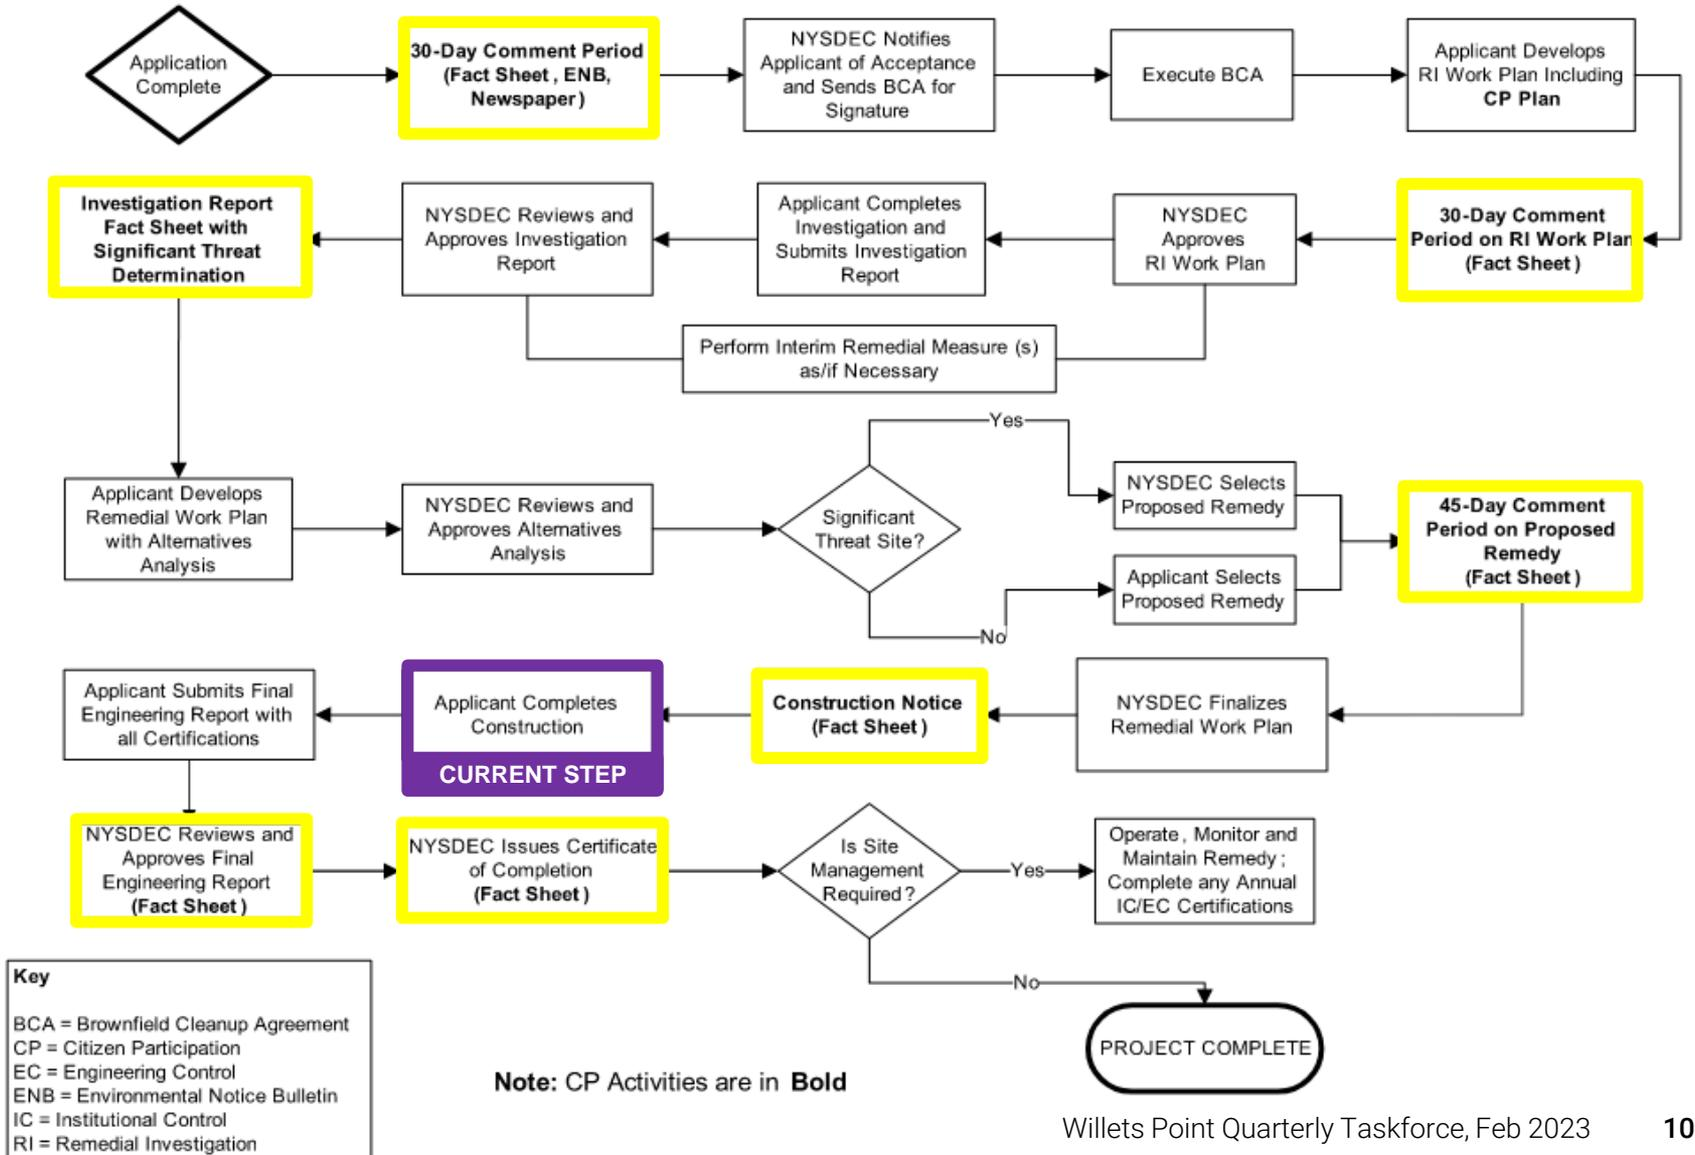 Application
Complete
30-Day Comment Period
(Fact Sheet , ENB,
Newspaper )
NYSDEC Notifies
Applicant of Acceptance
and Sends BCA for
Signature
Execute BCA
Applicant Develops
RI Work Plan Including
CP Plan
Investigation Report
Fact Sheet with
Significant Threat
Determination
NYSDEC Reviews and
Approves Investigation
Report
Applicant Completes
Investigation and
Submits Investigation
Report
NYSDEC
Approves
RI Work Plan
30-Day Comment
Period on RI Work Plan
(Fact Sheet )
Perform Interim Remedial Measure (s)
as/if Necessary
Applicant Develops
Remedial Work Plan
with Alternatives
Analysis
NYSDEC Reviews and
Approves Alternatives
Analysis
Significant
Threat Site?
Yes
No
NYSDEC Selects
Proposed Remedy
Applicant Selects
Proposed Remedy
45-Day Comment
Period on Proposed
Remedy
(Fact Sheet )
Applicant Submits Final
Engineering Report with
all Certifications
Applicant Completes
Construction
CURRENT STEP
Construction Notice
(Fact Sheet )
NYSDEC Finalizes
Remedial Work Plan
NYSDEC Reviews and
Approves Final
Engineering Report
(Fact Sheet )
NYSDEC Issues Certificate
of Completion
(Fact Sheet )
Is Site
Management
Required ?
Yes
No
Operate , Monitor and
Maintain Remedy ;
Complete any Annual
IC/EC Certifications
PROJECT COMPLETE
Key
BCA = Brownfield Cleanup Agreement
CP = Citizen Participation
EC = Engineering Control
ENB = Environmental Notice Bulletin
IC = Institutional Control
RI = Remedial Investigation
Note: CP Activities are in Bold
Willets Point Quarterly Taskforce, Feb 2023 10